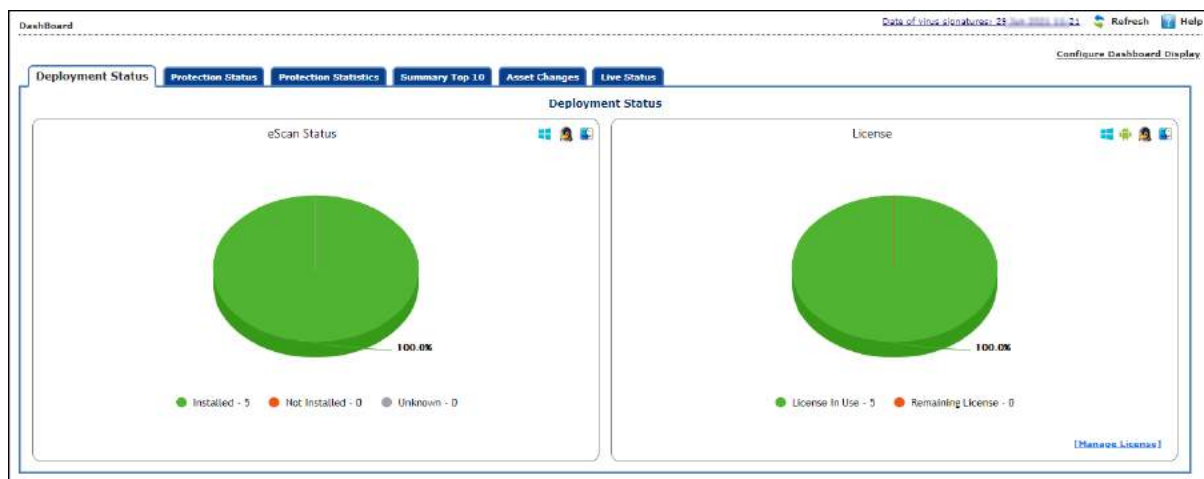 DashBoard
Date of virus signatures: 29 21 Refresh Help
Configure Dashboard Display
Deployment Status Protection Status Protection Statistics Summary Top 10 Asset Changes Live Status
Deployment Status
eScan Status
License
100.0%
100.0%
Installed - 5 Not Installed - 0 Unknown - 0
License In Use - 5 Remaining License - 0
[Manage License]